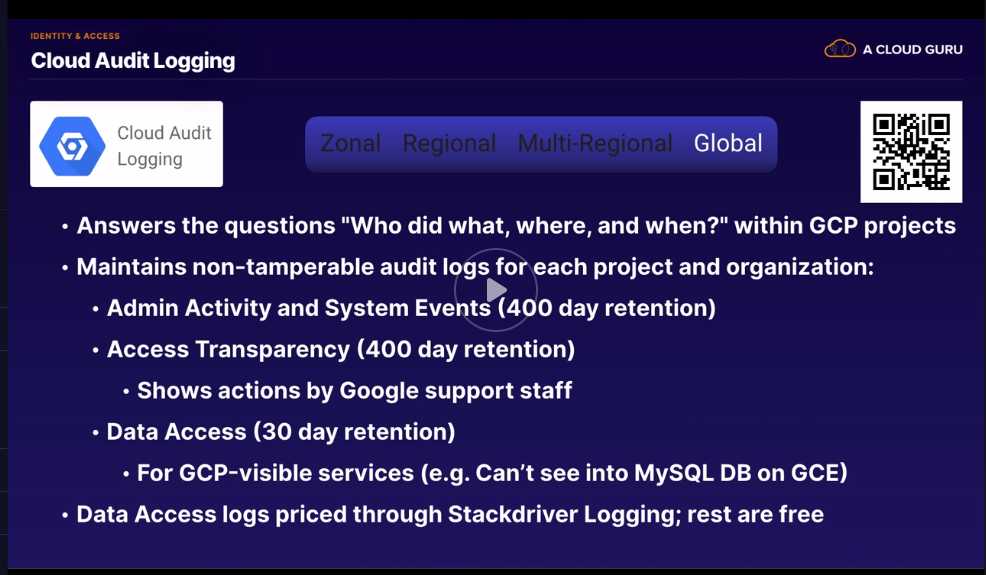 IDENTITY & ACCESS
Cloud Audit Logging
A CLOUD GURU
Cloud Audit
Logging
Zonal Regional Multi-Regional Global
• Answers the questions "Who did what, where, and when?" within GCP projects
• Maintains non-tamperable audit logs for each project and organization:
• Admin Activity and System Events (400 day retention)
• Access Transparency (400 day retention)
• Shows actions by Google support staff
• Data Access (30 day retention)
• For GCP-visible services (e.g. Can’t see into MySQL DB on GCE)
• Data Access logs priced through Stackdriver Logging; rest are free